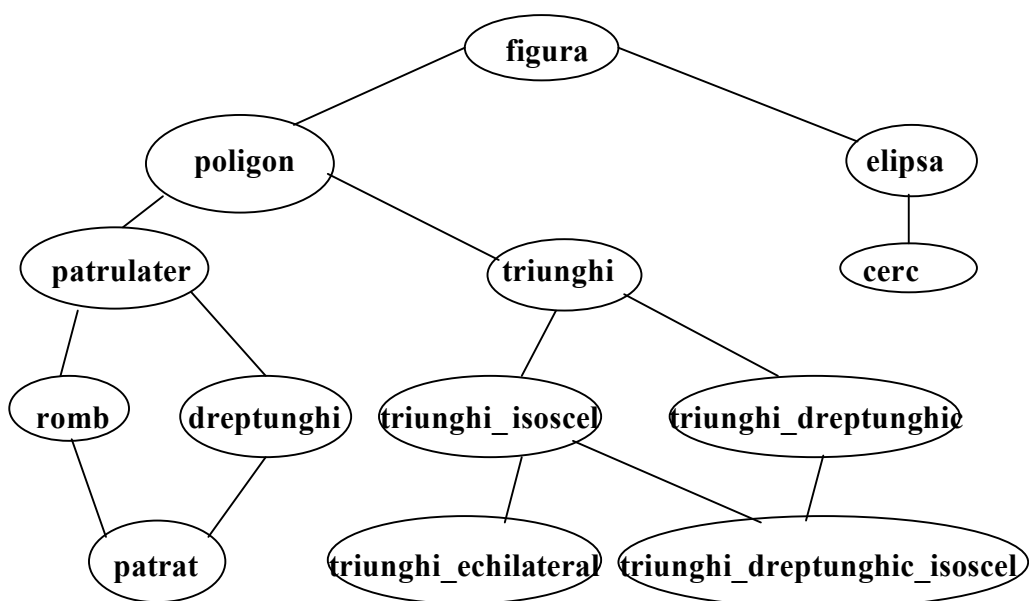 figura
poligon
elipsa
patrulater
triunghi
cerc
romb
dreptunghi
triunghi_isoscel
triunghi_dreptunghic
patrat
triunghi_echilateral
triunghi_dreptunghic_isoscel